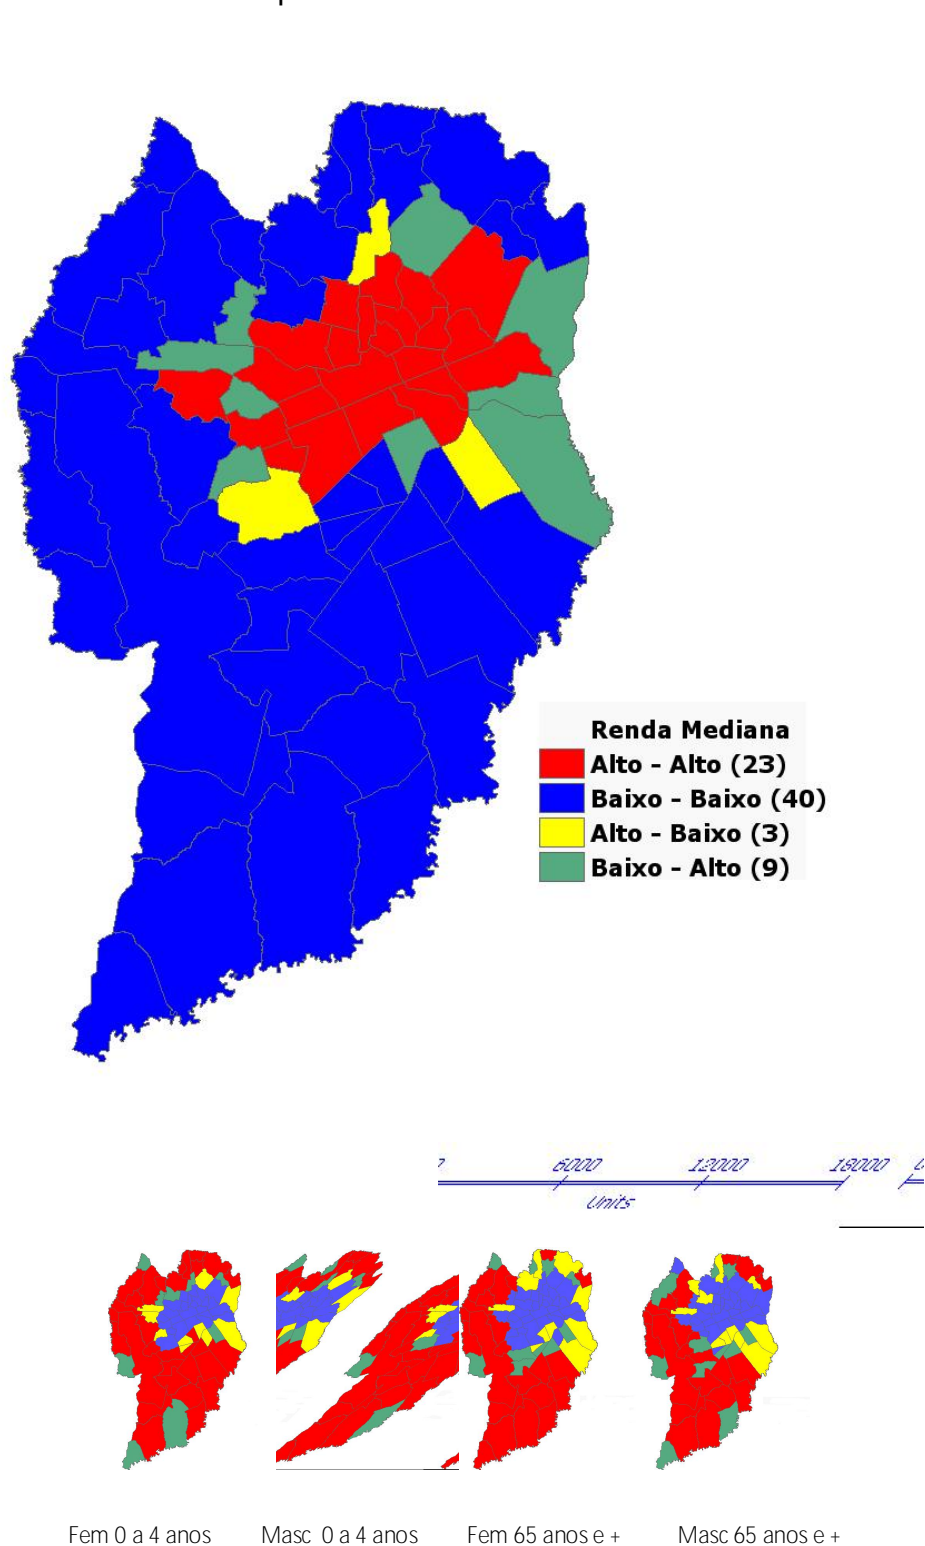 Renda Mediana
Alto - Alto (23)
Baixo - Baixo (40)
Alto - Baixo (3)
Baixo - Alto (9)
6000 12000 18000
Units
Fem 0 a 4 anos Masc 0 a 4 anos Fem 65 anos e + Masc 65 anos e +